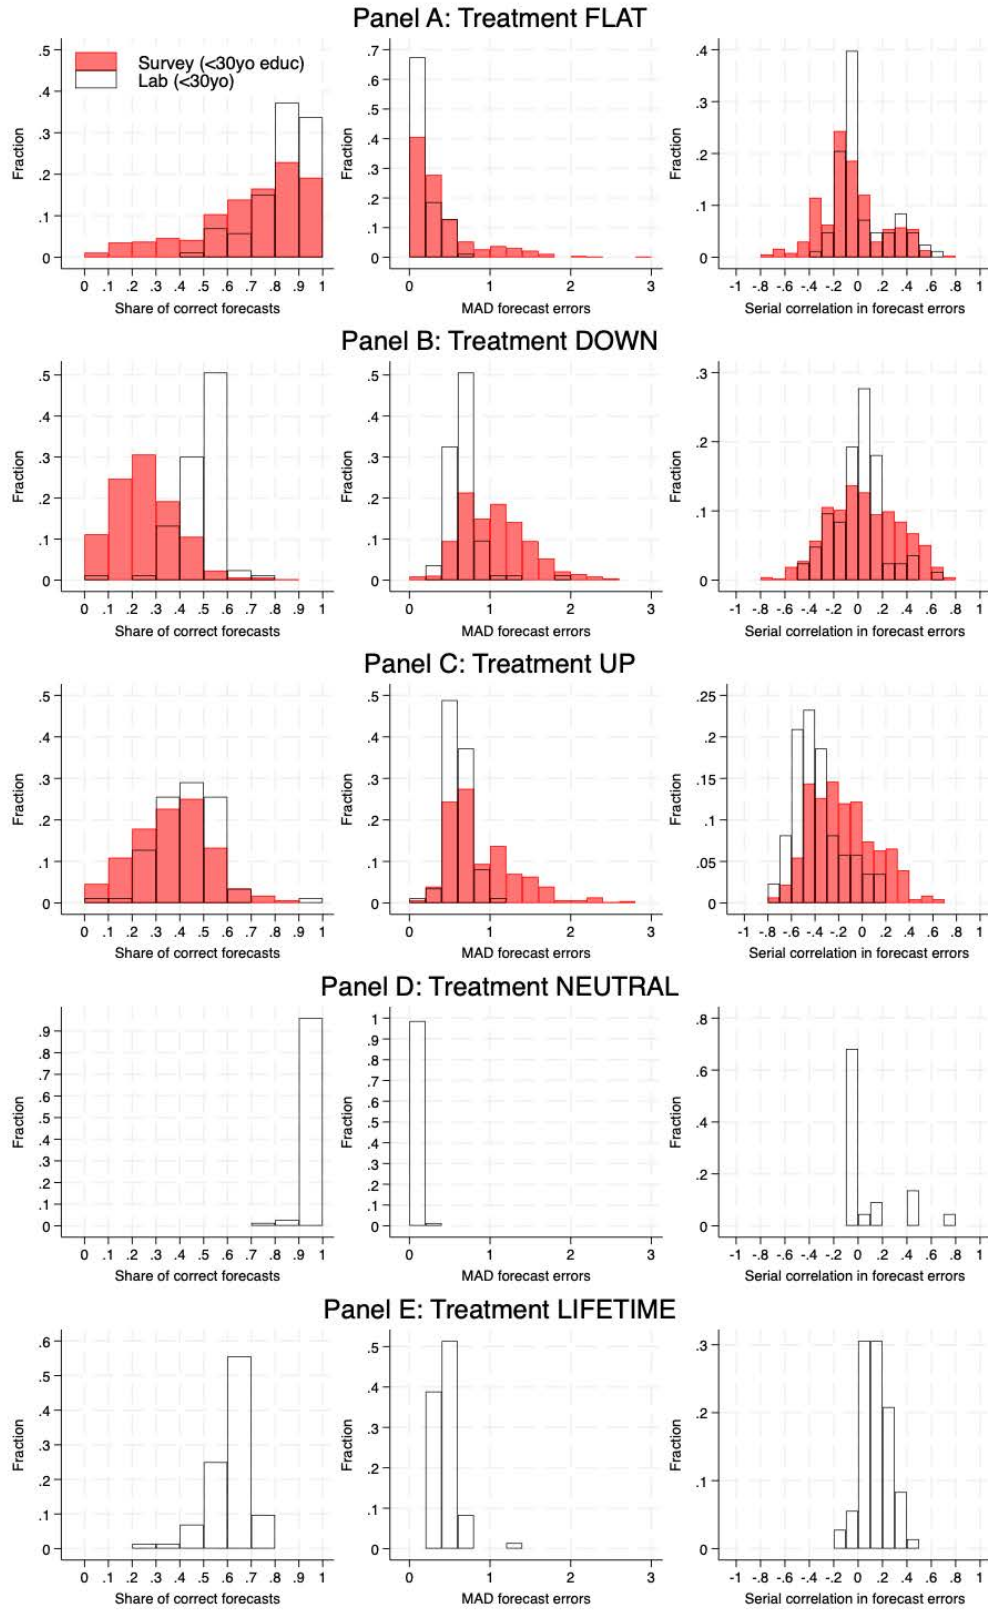 Panel A: Treatment FLAT
Survey (<30yo educ)
Lab (<30yo)
Fraction
.5
.4
.3
.2
.1
0
0 .1 .2 .3 .4 .5 .6 .7 .8 .9 1
Share of correct forecasts
Fraction
.7
.6
.5
.4
.3
.2
.1
0
0 1 2 3
MAD forecast errors
Fraction
.4
.3
.2
.1
0
-1 -.8 -.6 -.4 -.2 0 .2 .4 .6 .8 1
Serial correlation in forecast errors
Panel B: Treatment DOWN
Fraction
.5
.4
.3
.2
.1
0
0 .1 .2 .3 .4 .5 .6 .7 .8 .9 1
Share of correct forecasts
Fraction
.5
.4
.3
.2
.1
0
0 1 2 3
MAD forecast errors
Fraction
.3
.2
.1
0
-1 -.8 -.6 -.4 -.2 0 .2 .4 .6 .8 1
Serial correlation in forecast errors
Panel C: Treatment UP
Fraction
.5
.4
.3
.2
.1
0
0 .1 .2 .3 .4 .5 .6 .7 .8 .9 1
Share of correct forecasts
Fraction
.5
.4
.3
.2
.1
0
0 1 2 3
MAD forecast errors
Fraction
.25
.2
.15
.1
.05
0
-1 -.8 -.6 -.4 -.2 0 .2 .4 .6 .8 1
Serial correlation in forecast errors
Panel D: Treatment NEUTRAL
Fraction
.9
.8
.7
.6
.5
.4
.3
.2
.1
0
0 .1 .2 .3 .4 .5 .6 .7 .8 .9 1
Share of correct forecasts
Fraction
1
.9
.8
.7
.6
.5
.4
.3
.2
.1
0
0 1 2 3
MAD forecast errors
Fraction
.8
.6
.4
.2
0
-1 -.8 -.6 -.4 -.2 0 .2 .4 .6 .8 1
Serial correlation in forecast errors
Panel E: Treatment LIFETIME
Fraction
.6
.5
.4
.3
.2
.1
0
0 .1 .2 .3 .4 .5 .6 .7 .8 .9 1
Share of correct forecasts
Fraction
.5
.4
.3
.2
.1
0
0 1 2 3
MAD forecast errors
Fraction
.3
.2
.1
0
-1 -.8 -.6 -.4 -.2 0 .2 .4 .6 .8 1
Serial correlation in forecast errors